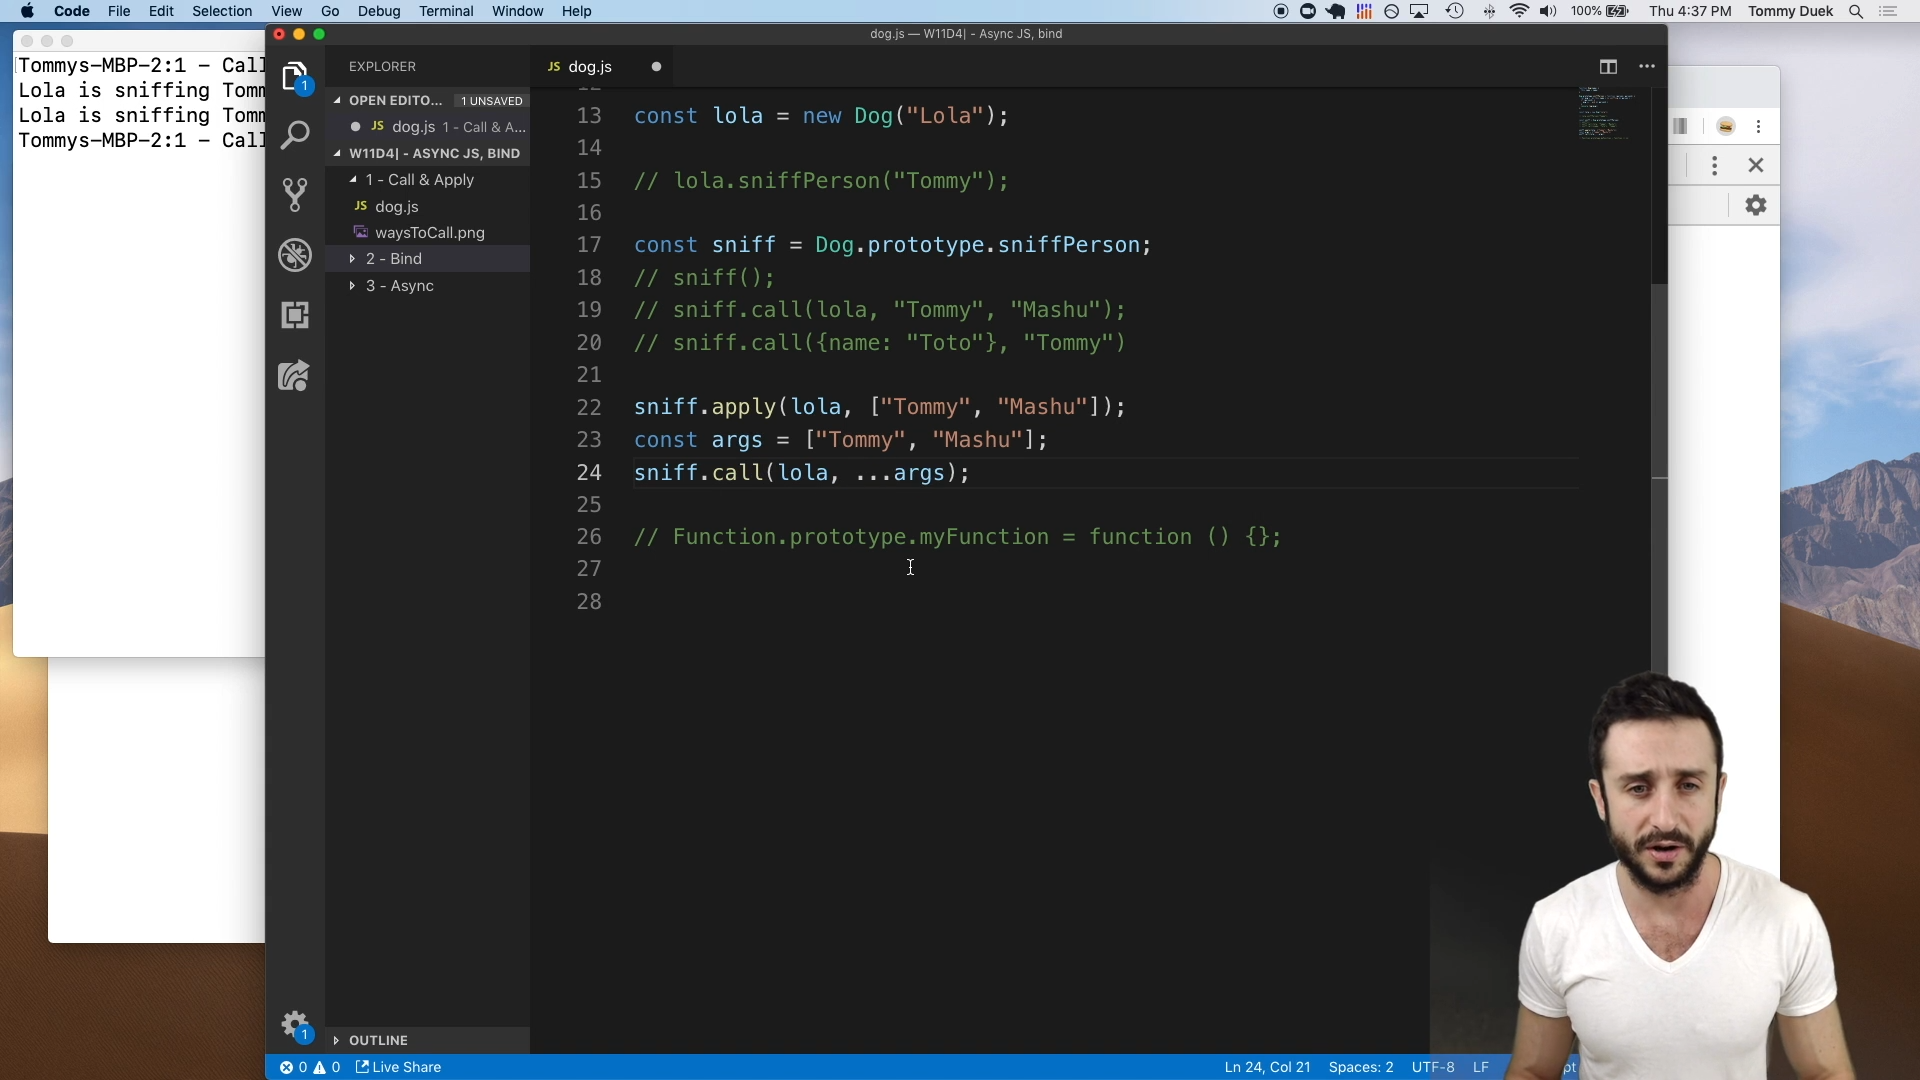 Code File Edit Selection View Go Debug Terminal Window Help
100% Thu 4:37 PM Tommy Duek
Tommys-MBP-2:1 - Call
Lola is sniffing Tomm
Lola is sniffing Tomm
Tommys-MBP-2:1 - Call
dog.js — W11D4| - Async JS, bind
EXPLORER
OPEN EDITO... 1 UNSAVED
JS dog.js 1 - Call & A...
W11D4| - ASYNC JS, BIND
1 - Call & Apply
JS dog.js
waysToCall.png
2 - Bind
3 - Async
OUTLINE
1
1
JS dog.js
13 const lola = new Dog("Lola");
14
15 // lola.sniffPerson("Tommy");
16
17 const sniff = Dog.prototype.sniffPerson;
18 // sniff();
19 // sniff.call(lola, "Tommy", "Mashu");
20 // sniff.call({name: "Toto"}, "Tommy")
21
22 sniff.apply(lola, ["Tommy", "Mashu"]);
23 const args = ["Tommy", "Mashu"];
24 sniff.call(lola, ...args);
25
26 // Function.prototype.myFunction = function () {};
27
28
0 0 Live Share
Ln 24, Col 21 Spaces: 2 UTF-8 LF